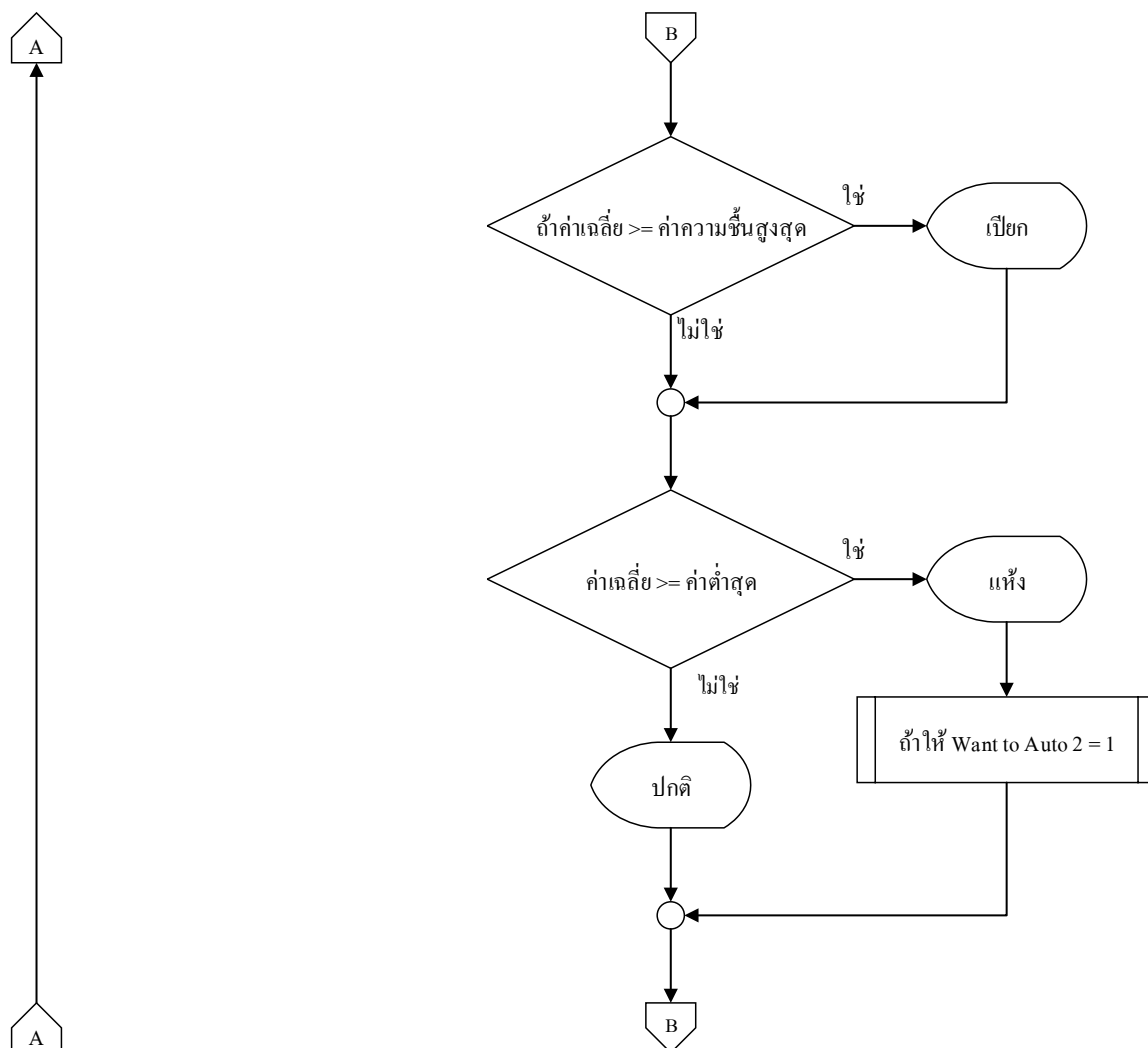 A
B
ถ้าค่าเฉลี่ย >= ค่าความชื้นสูงสุด
ใช่
เปียก
ไม่ใช่
ค่าเฉลี่ย >= ค่าต่ำสุด
ใช่
แห้ง
ไม่ใช่
ถ้าให้ Want to Auto 2 = 1
ปกติ
A
B